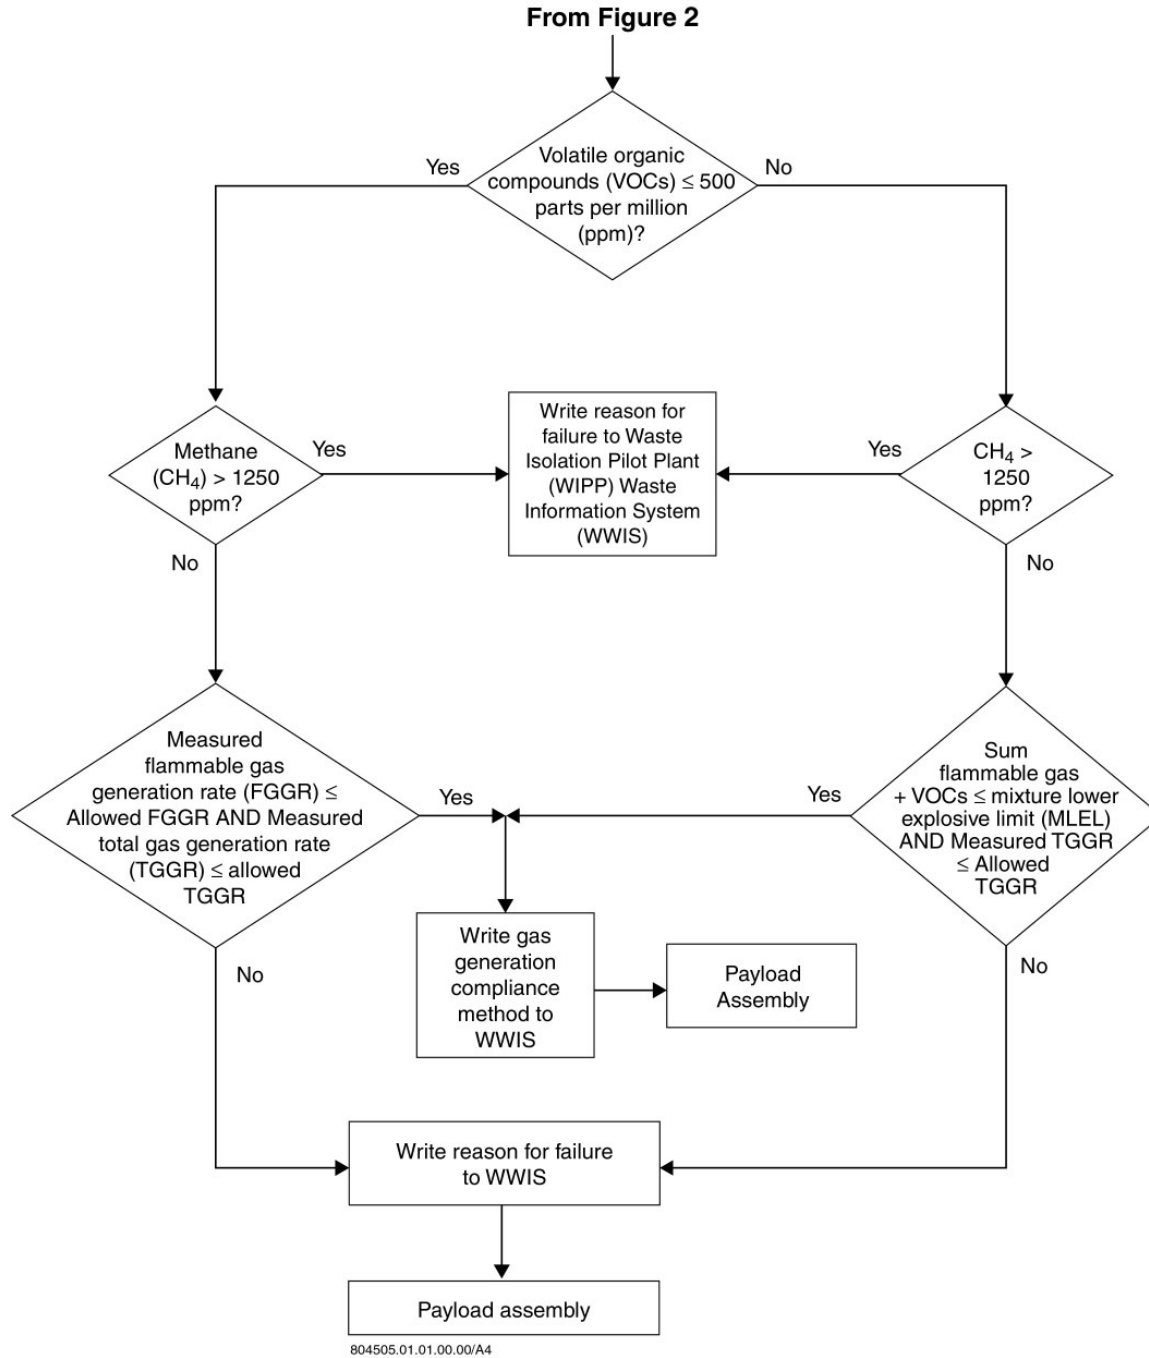 From Figure 2
Yes
Volatile organic
compounds (VOCs) ≤ 500
parts per million
(ppm)?
No
Methane
(CH4) > 1250
ppm?
Yes
Write reason for
failure to Waste
Isolation Pilot Plant
(WIPP) Waste
Information System
(WWIS)
Yes
CH4 >
1250
ppm?
No
No
Measured
flammable gas
generation rate (FGGR) ≤
Allowed FGGR AND Measured
total gas generation rate
(TGGR) ≤ allowed
TGGR
Yes
Yes
Sum
flammable gas
+ VOCs ≤ mixture lower
explosive limit (MLEL)
AND Measured TGGR
≤ Allowed
TGGR
No
Write gas
generation
compliance
method to
WWIS
Payload
Assembly
No
Write reason for failure
to WWIS
Payload assembly
804505.01.01.00.00/A4